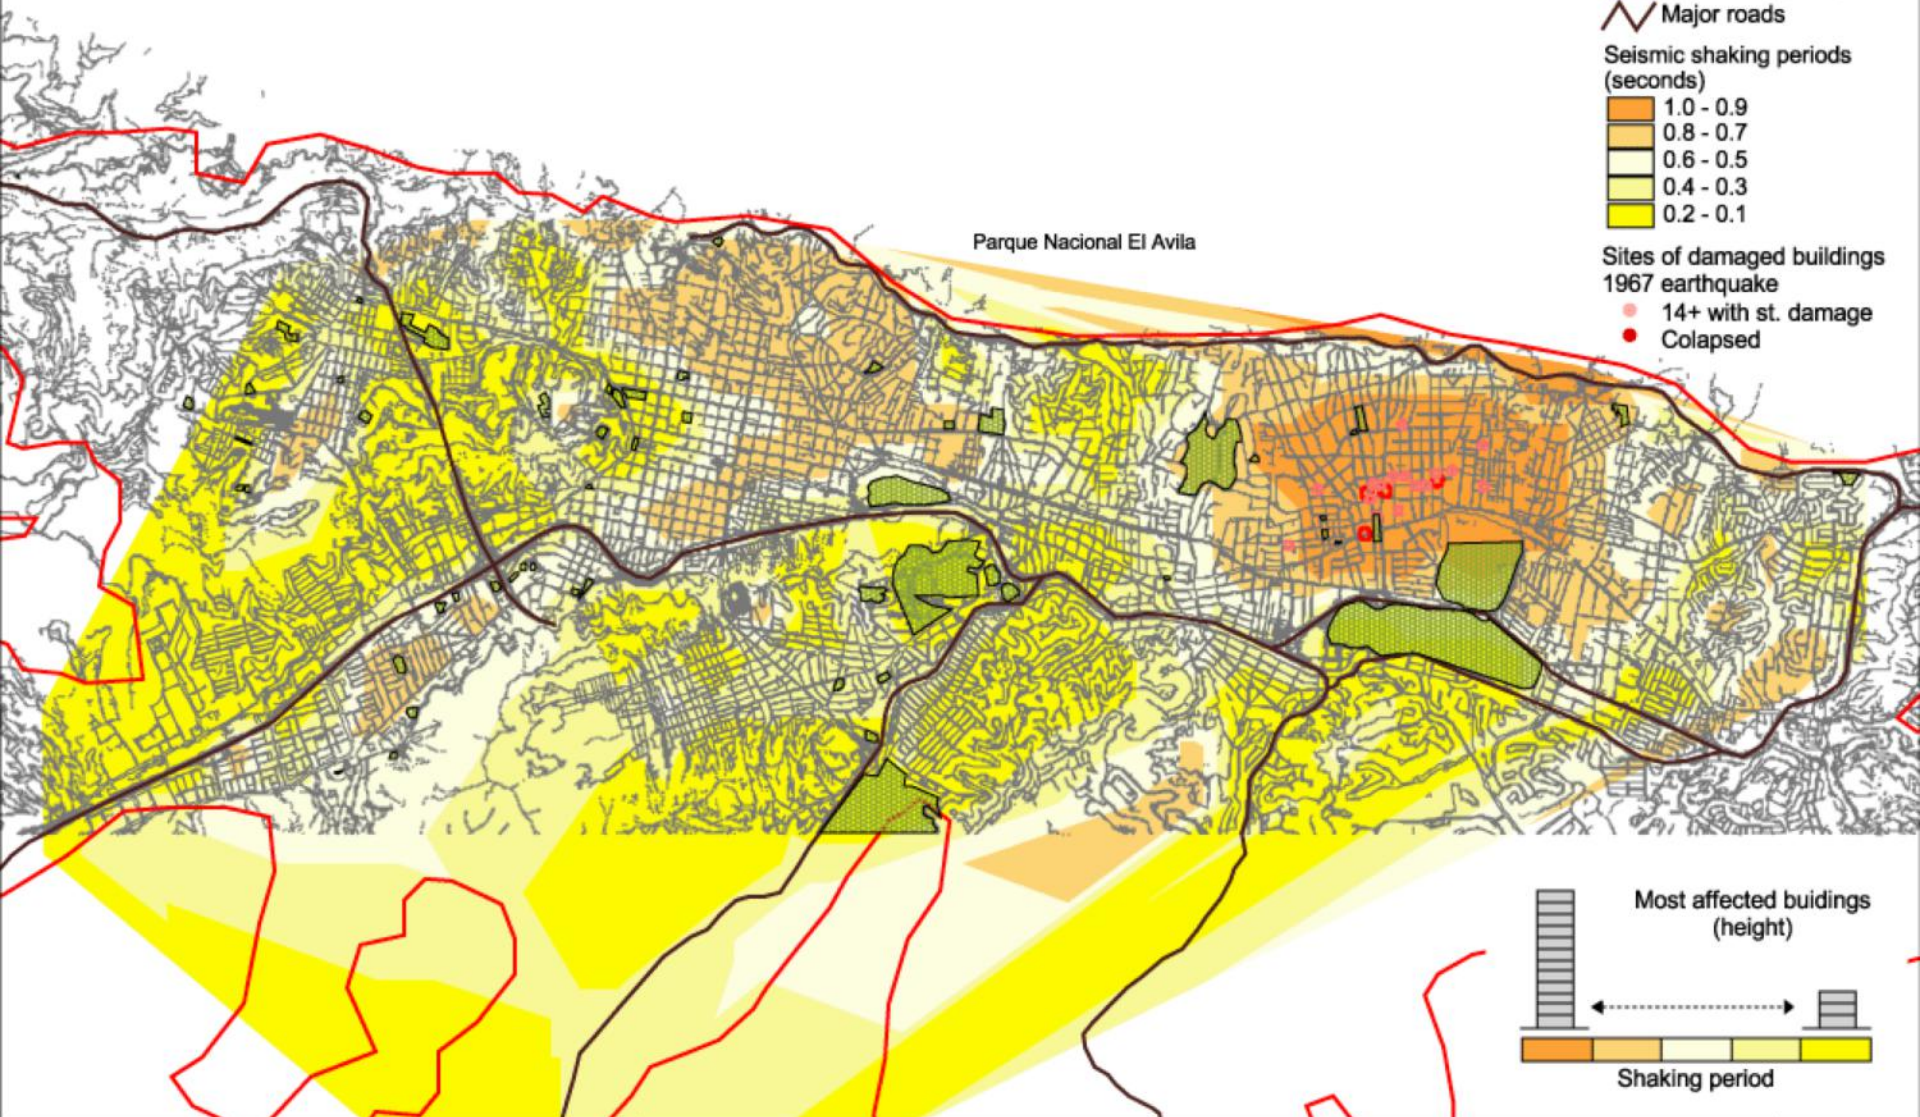 Major roads
Seismic shaking periods
(seconds)
1.0 - 0.9
0.8 - 0.7
0.6 - 0.5
0.4 - 0.3
0.2 - 0.1
Parque Nacional El Avila
Sites of damaged buildings
1967 earthquake
14+ with st. damage
Colapsed
Most affected buidings
(height)
Shaking period